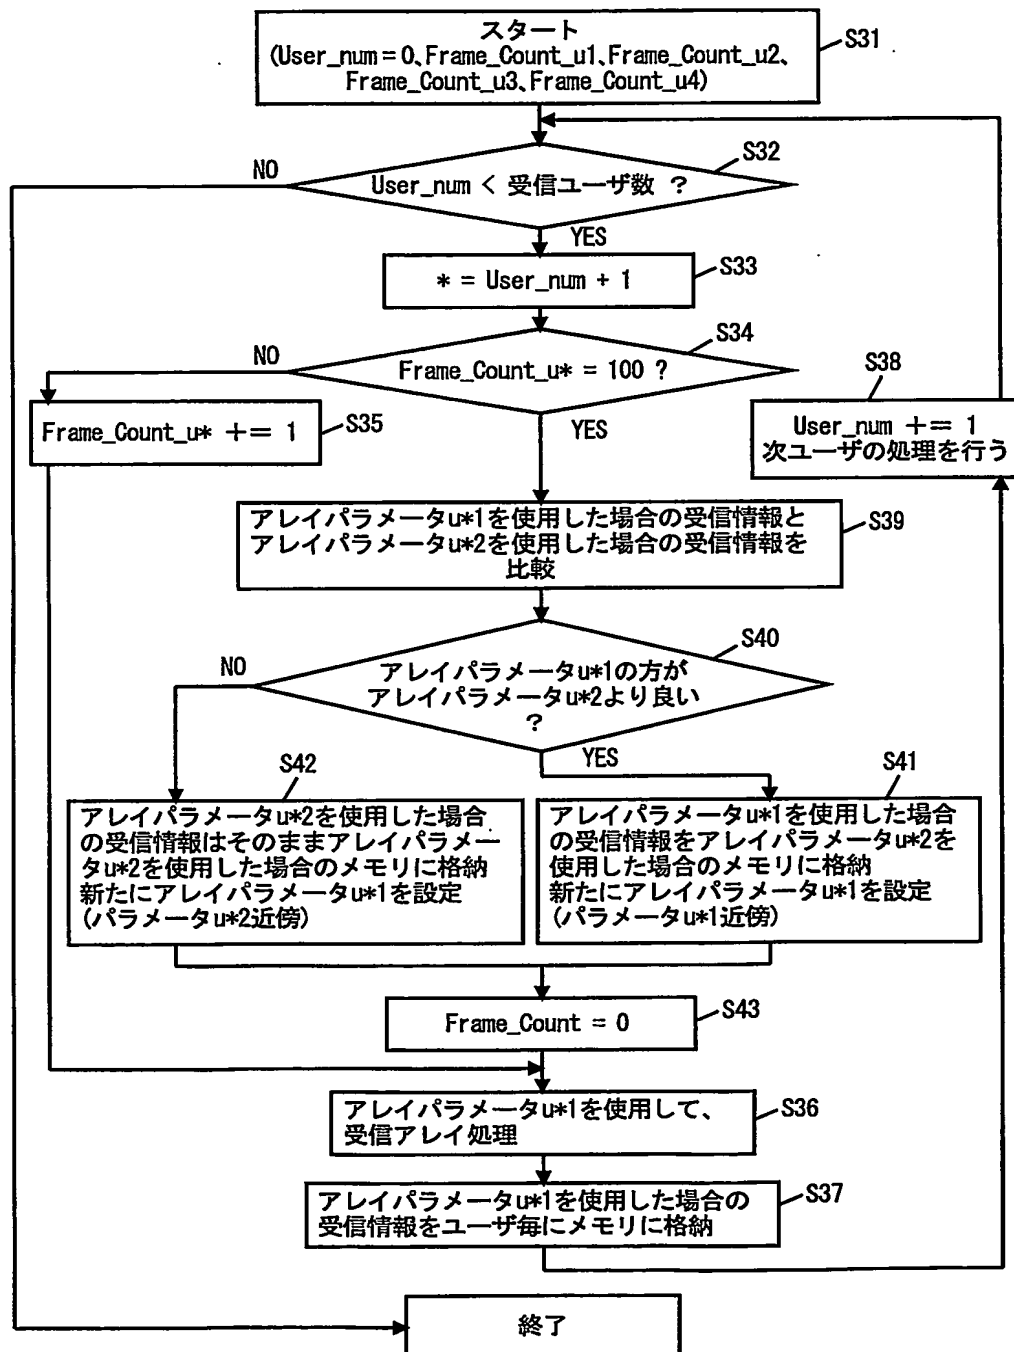 スタート
(User_num=0、Frame_Count_u1、Frame_Count_u2、
Frame_Count_u3、Frame_Count_u4)
S31
S32
NO
User_num < 受信ユーザ数 ?
YES
S33
* = User_num + 1
S34
NO
Frame_Count_u* = 100 ?
YES
S35
Frame_Count_u* += 1
S38
User_num += 1
次ユーザの処理を行う
S39
アレイパラメータu*1を使用した場合の受信情報と
アレイパラメータu*2を使用した場合の受信情報を
比較
S40
NO
アレイパラメータu*1の方が
アレイパラメータu*2より良い
?
YES
S42
アレイパラメータu*2を使用した場合
の受信情報はそのままアレイパラメー
タu*2を使用した場合のメモリに格納
新たにアレイパラメータu*1を設定
(パラメータu*2近傍)
S41
アレイパラメータu*1を使用した場合
の受信情報をアレイパラメータu*2を
使用した場合のメモリに格納
新たにアレイパラメータu*1を設定
(パラメータu*1近傍)
S43
Frame_Count = 0
S36
アレイパラメータu*1を使用して、
受信アレイ処理
S37
アレイパラメータu*1を使用した場合の
受信情報をユーザ毎にメモリに格納
終了